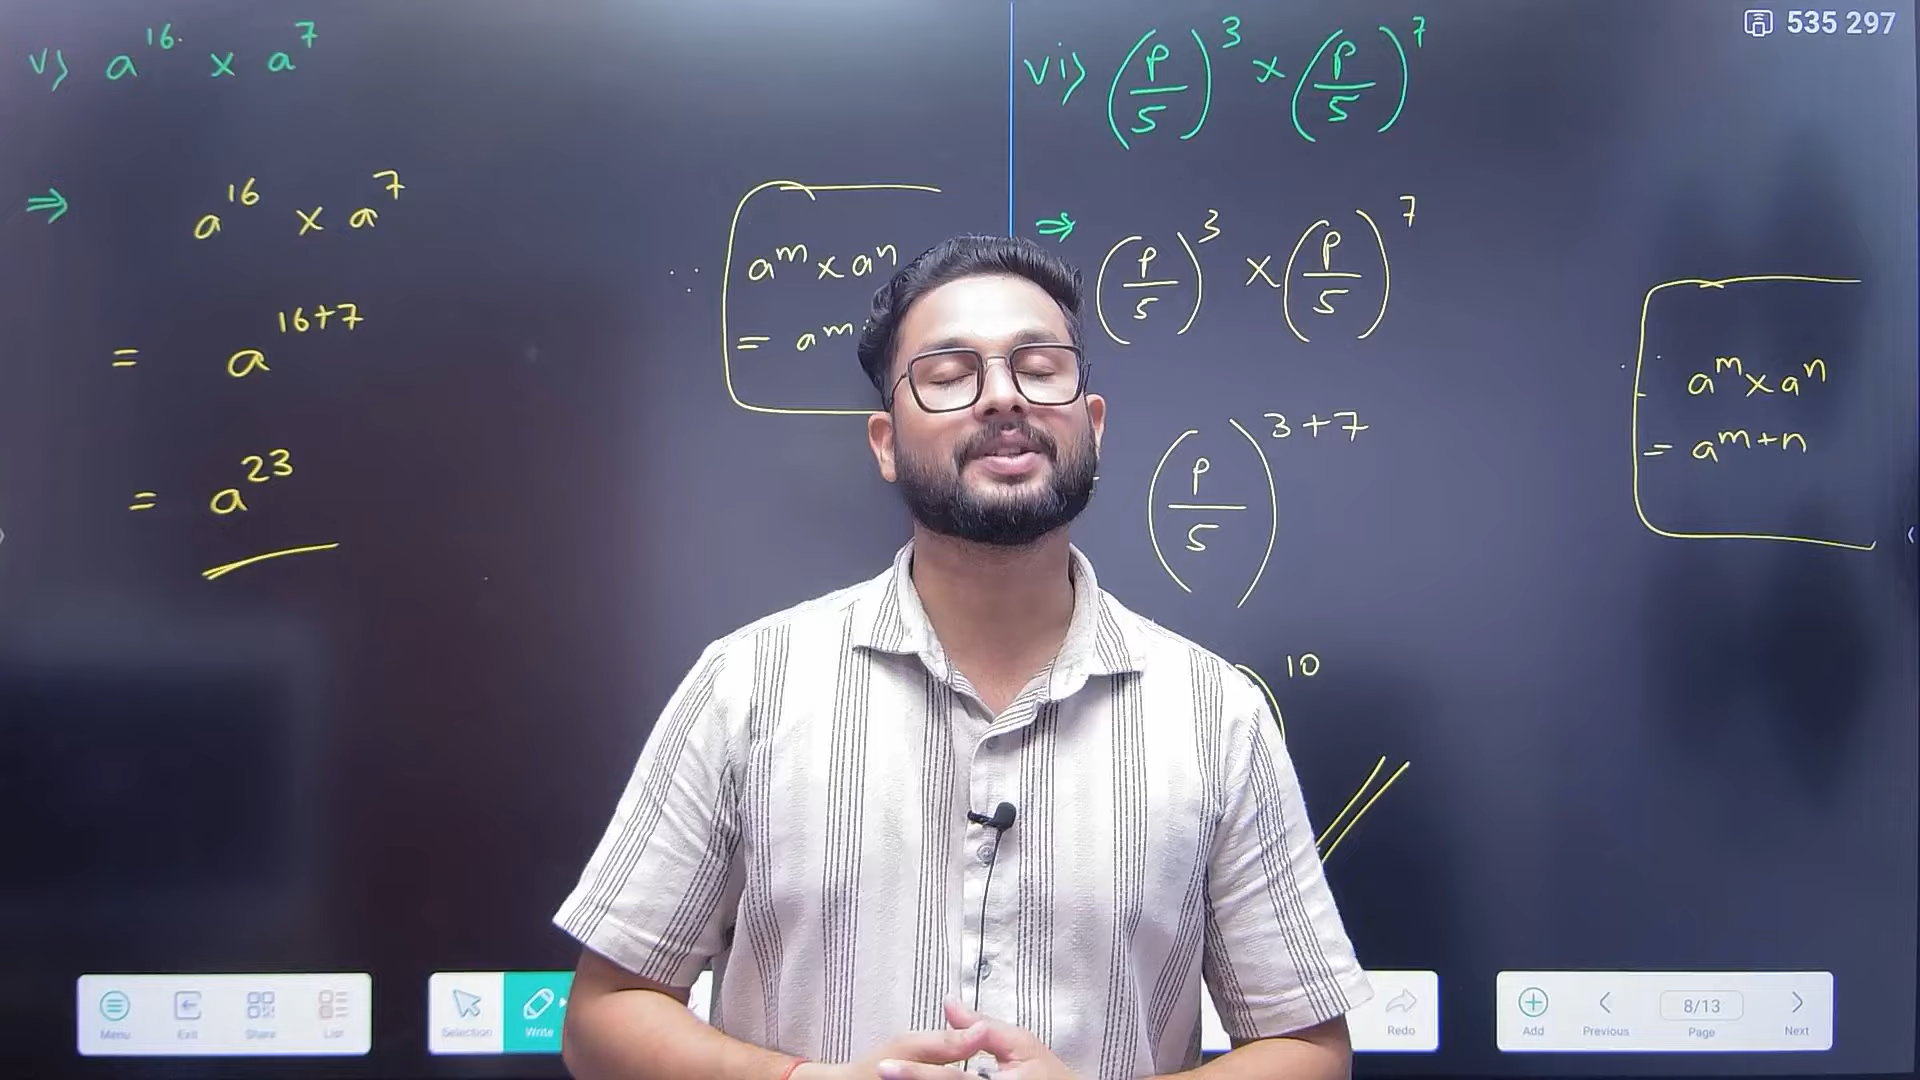 v) a^16 × a^7
⇒ a^16 × a^7
= a^16+7
= a^23
∵ a^m × a^n
= a^m
vi) (p/5)^3 × (p/5)^7
⇒ (p/5)^3 × (p/5)^7
(p/5)^3+7
10
∵ a^m × a^n
= a^m+n
535 297
Menu
Exit
Share
List
Selection
Write
Redo
Add
Previous
8/13
Page
Next